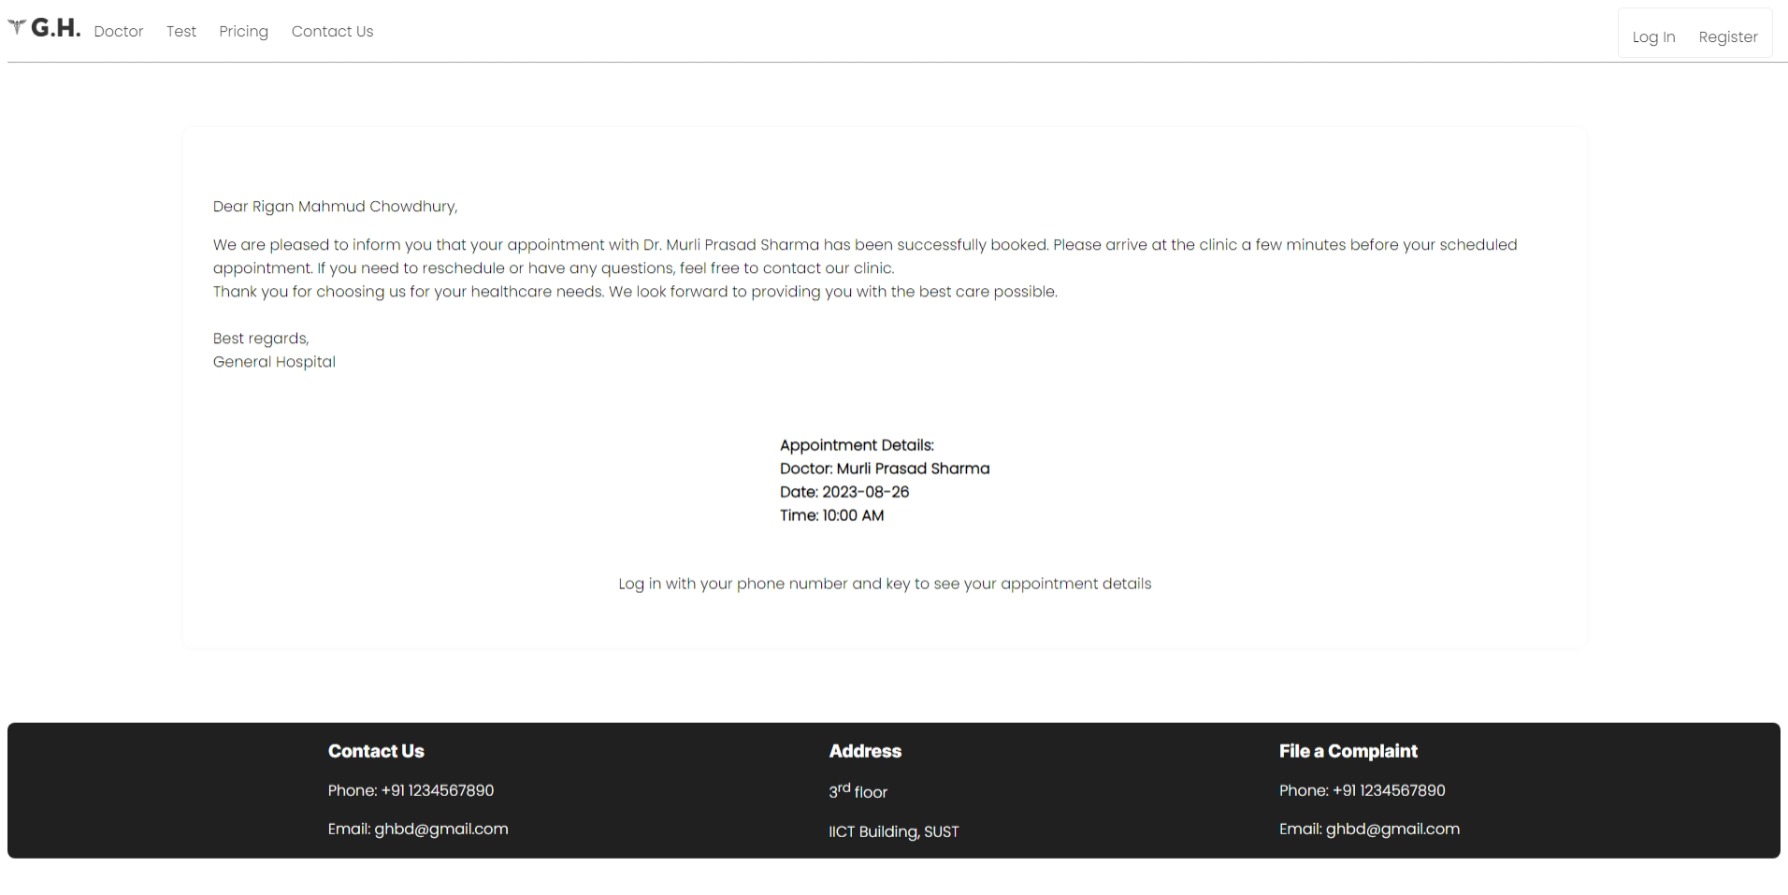 G.H. Doctor Test Pricing Contact Us Log In Register
Dear Rigan Mahmud Chowdhury,
We are pleased to inform you that your appointment with Dr. Murli Prasad Sharma has been successfully booked. Please arrive at the clinic a few minutes before your scheduled
appointment. If you need to reschedule or have any questions, feel free to contact our clinic.
Thank you for choosing us for your healthcare needs. We look forward to providing you with the best care possible.
Best regards,
General Hospital
Appointment Details:
Doctor: Murli Prasad Sharma
Date: 2023-08-26
Time: 10:00 AM
Log in with your phone number and key to see your appointment details
Contact Us
Phone: +91 1234567890
Email: ghbd@gmail.com
Address
3rd floor
IICT Building, SUST
File a Complaint
Phone: +91 1234567890
Email: ghbd@gmail.com